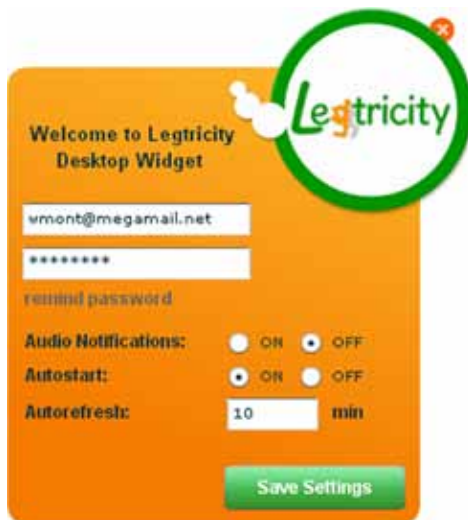 Legtricity
Welcome to Legtricity
Desktop Widget
vmont@megamail.net
********
remind password
Audio Notifications: ON OFF
Autostart: ON OFF
Autorefresh: 10 min
Save Settings